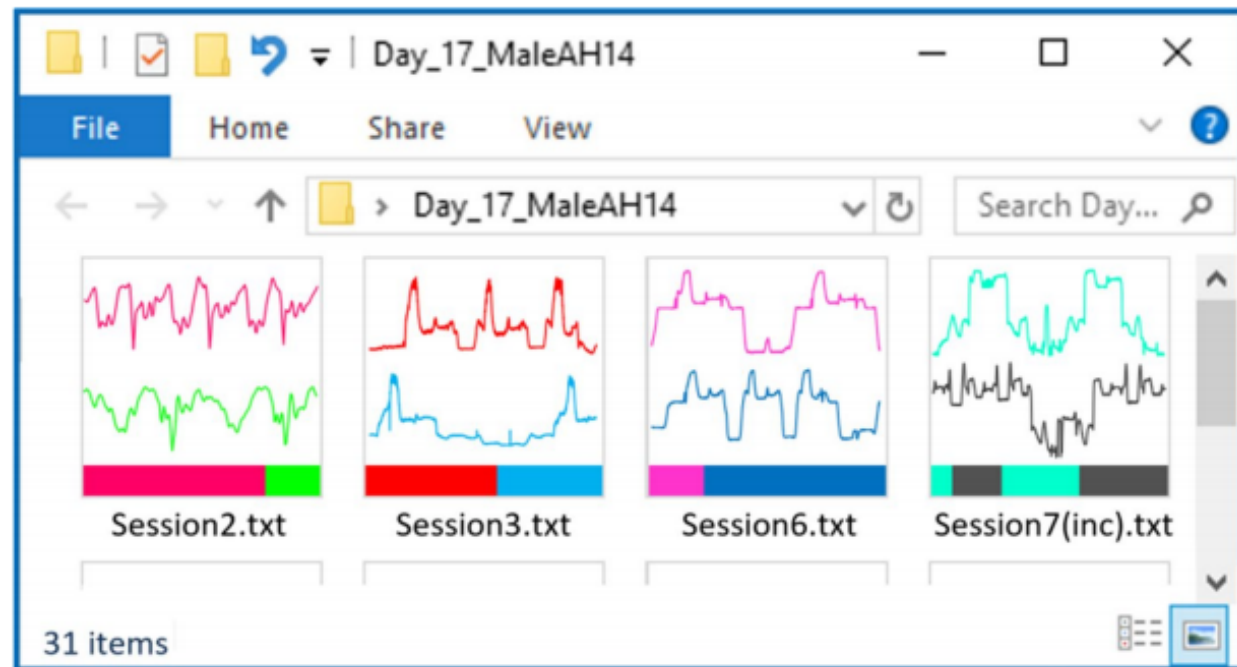 Day_17_MaleAH14
File Home Share View ?
Day_17_MaleAH14 Search Day...
Session2.txt Session3.txt Session6.txt Session7(inc).txt
31 items